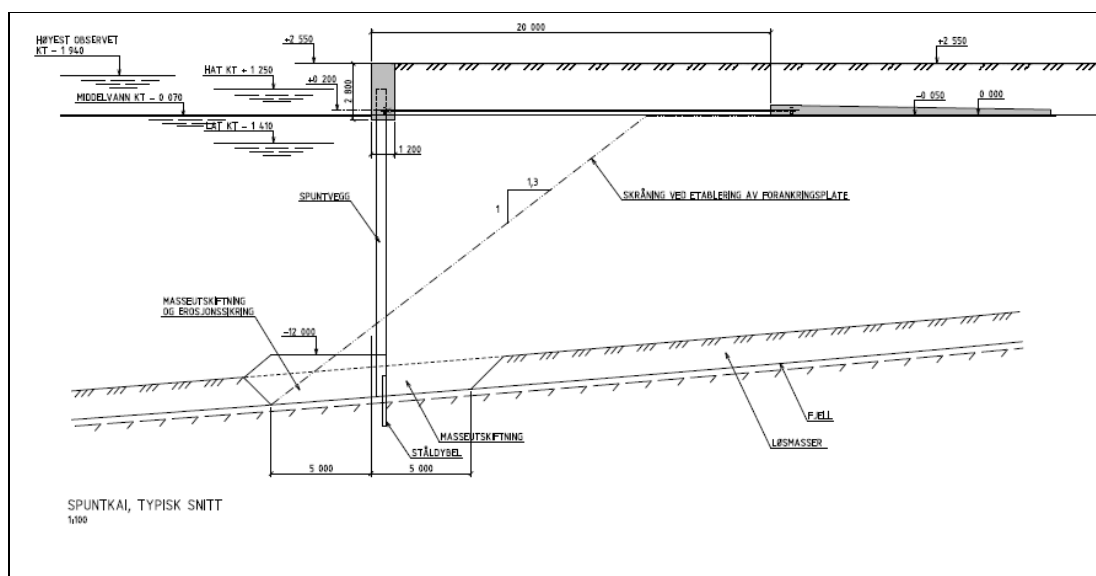 20 000
HØYEST OBSERVET
KT - 1 940
+2 550
+2 550
HAT KT + 1 250
+0 200
2 800
MIDDELVANN KT - 0 070
-0 050
0 000
LAT KT - 1 410
1 200
1,3
1
SPUNTVEGG
SKRÅNING VED ETABLERING AV FORANKRINGSPLATE
MASSEUTSKIFTNING
OG EROSJONSSIKRING
-12 000
FJELL
MASSEUTSKIFTNING
LØSMASSER
STÅLDYBEL
5 000
5 000
SPUNTKAI, TYPISK SNITT
1:100